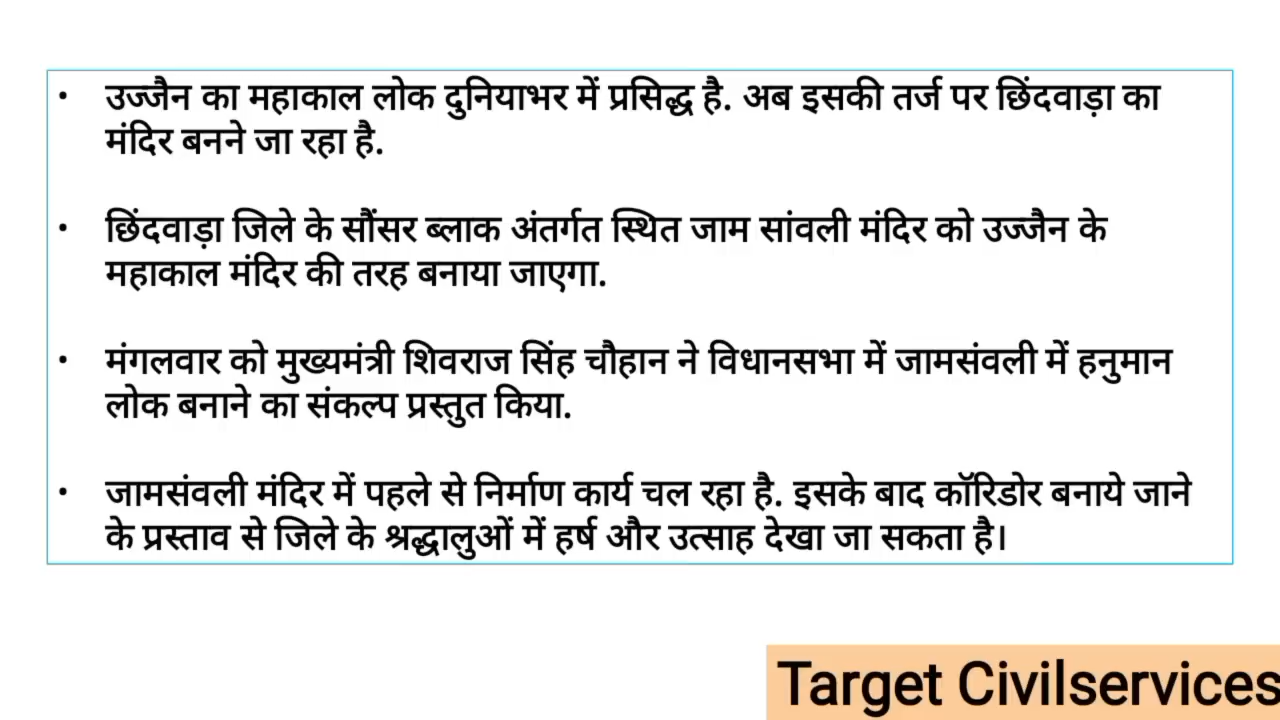 • उज्जैन का महाकाल लोक दुनियाभर में प्रसिद्ध है. अब इसकी तर्ज पर छिंदवाड़ा का
मंदिर बनने जा रहा है.
• छिंदवाड़ा जिले के सौंसर ब्लाक अंतर्गत स्थित जाम सांवली मंदिर को उज्जैन के
महाकाल मंदिर की तरह बनाया जाएगा.
• मंगलवार को मुख्यमंत्री शिवराज सिंह चौहान ने विधानसभा में जामसंवली में हनुमान
लोक बनाने का संकल्प प्रस्तुत किया.
• जामसंवली मंदिर में पहले से निर्माण कार्य चल रहा है. इसके बाद कॉरिडोर बनाये जाने
के प्रस्ताव से जिले के श्रद्धालुओं में हर्ष और उत्साह देखा जा सकता है।
Target Civilservices